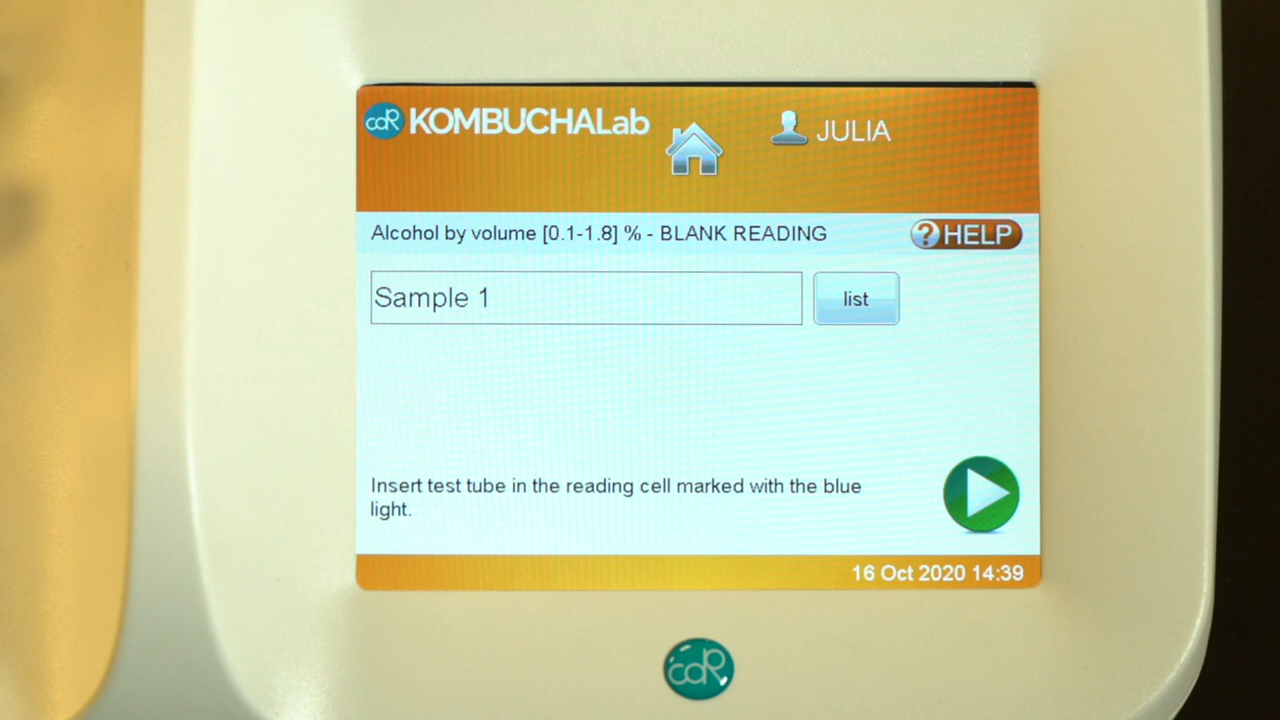 cdR KOMBUCHALab
JULIA
Alcohol by volume [0.1-1.8] % - BLANK READING
? HELP
Sample 1
list
Insert test tube in the reading cell marked with the blue
light.
16 Oct 2020 14:39
cdR